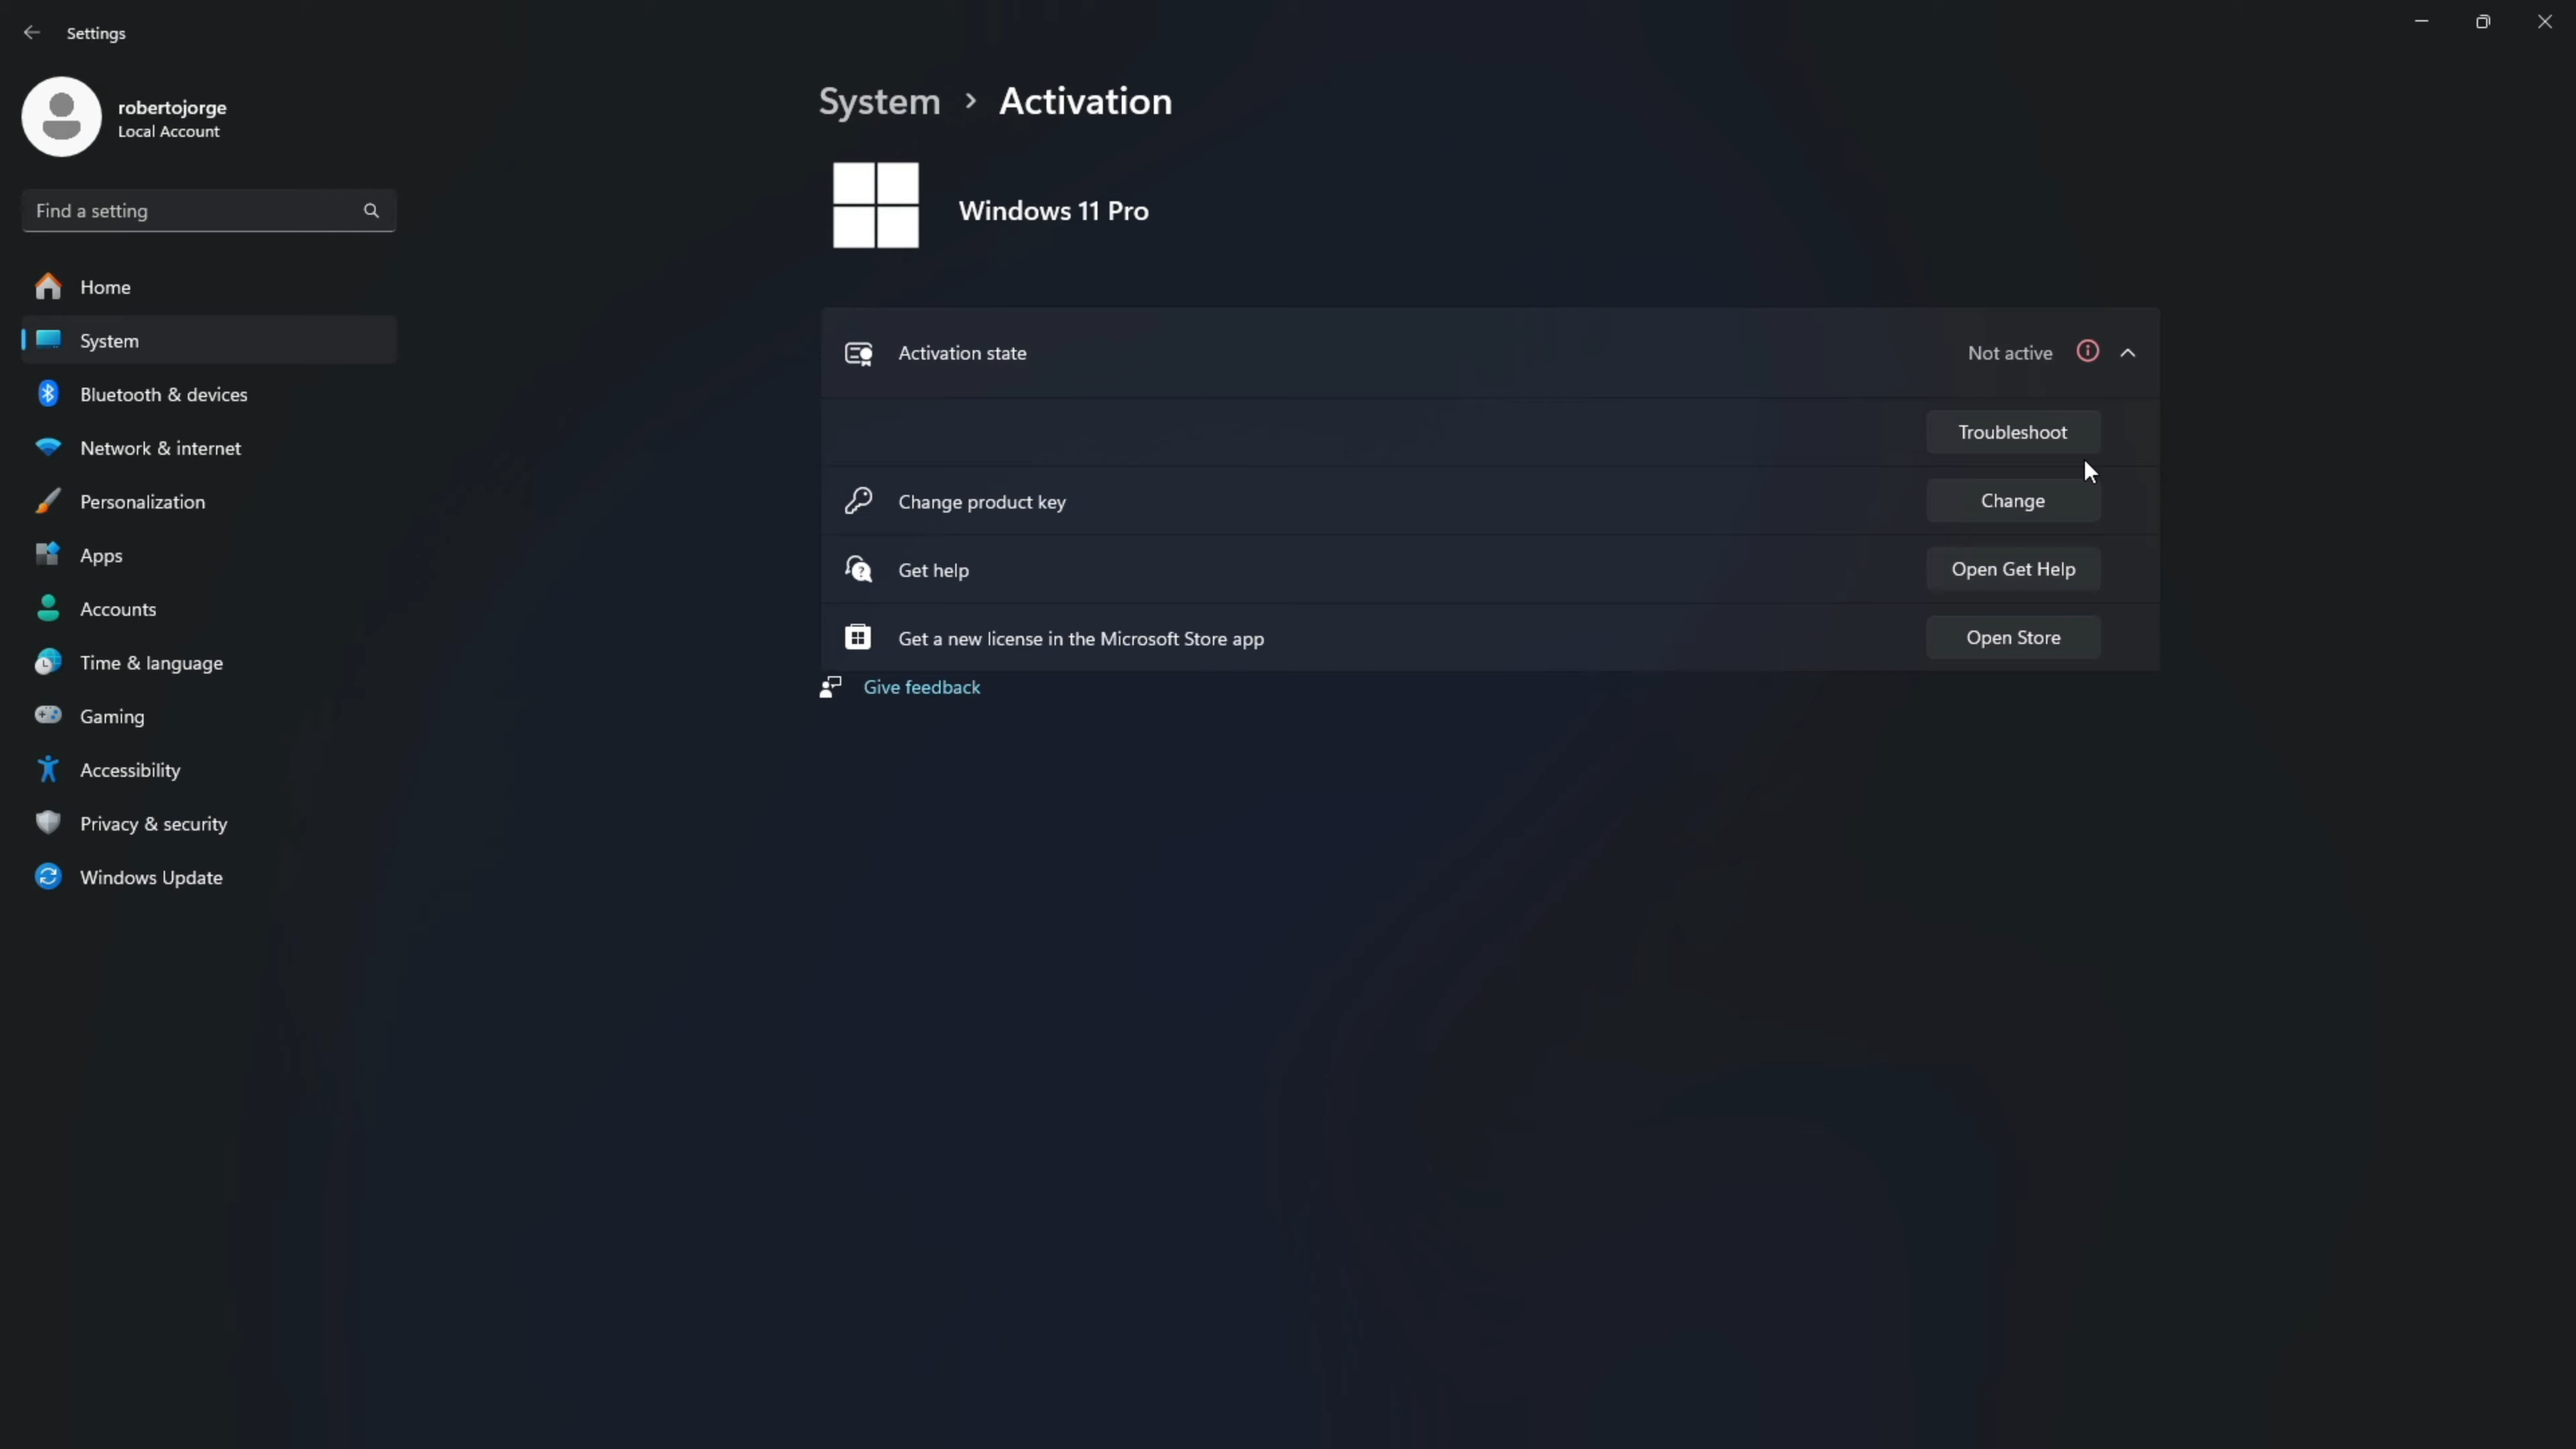 Settings
robertojorge
Local Account
Find a setting
Home
System
Bluetooth & devices
Network & internet
Personalization
Apps
Accounts
Time & language
Gaming
Accessibility
Privacy & security
Windows Update
System > Activation
Windows 11 Pro
Activation state Not active
Troubleshoot
Change product key Change
Get help Open Get Help
Get a new license in the Microsoft Store app Open Store
Give feedback